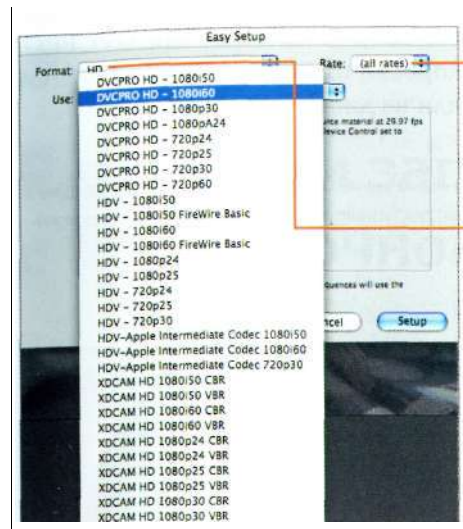 Easy Setup
Format: HD
Rate: (all rates)
Use:
DVCPRO HD - 1080i50
DVCPRO HD - 1080i60
DVCPRO HD - 1080p30
DVCPRO HD - 1080pA24
DVCPRO HD - 720p24
DVCPRO HD - 720p25
DVCPRO HD - 720p30
DVCPRO HD - 720p60
HDV - 1080i50
HDV - 1080i50 FireWire Basic
HDV - 1080i60
HDV - 1080i60 FireWire Basic
HDV - 1080p24
HDV - 1080p25
HDV - 720p24
HDV - 720p25
HDV - 720p30
HDV-Apple Intermediate Codec 1080i50
HDV-Apple Intermediate Codec 1080i60
HDV-Apple Intermediate Codec 720p30
XDCAM HD 1080i50 CBR
XDCAM HD 1080i50 VBR
XDCAM HD 1080i60 CBR
XDCAM HD 1080i60 VBR
XDCAM HD 1080p24 CBR
XDCAM HD 1080p24 VBR
XDCAM HD 1080p25 CBR
XDCAM HD 1080p25 VBR
XDCAM HD 1080p30 CBR
XDCAM HD 1080p30 VBR
material at 29.97 fps
Device Control set to
quences will use the
ncel
Setup